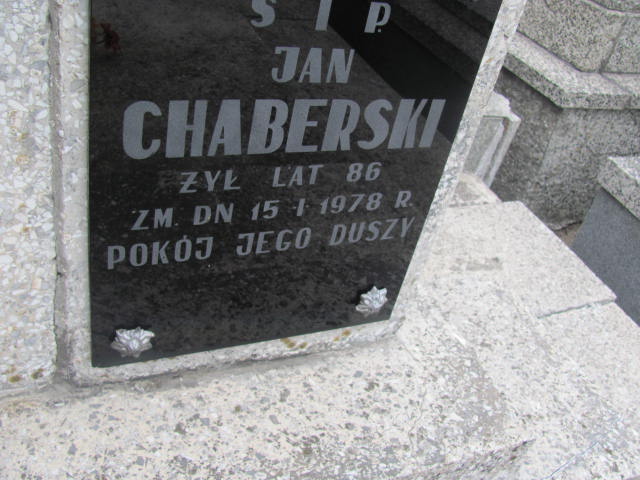 Ś I P.
JAN
CHABERSKI
ŻYŁ LAT 86
ZM. DN 15-I-1978 R.
POKÓJ JEGO DUSZY